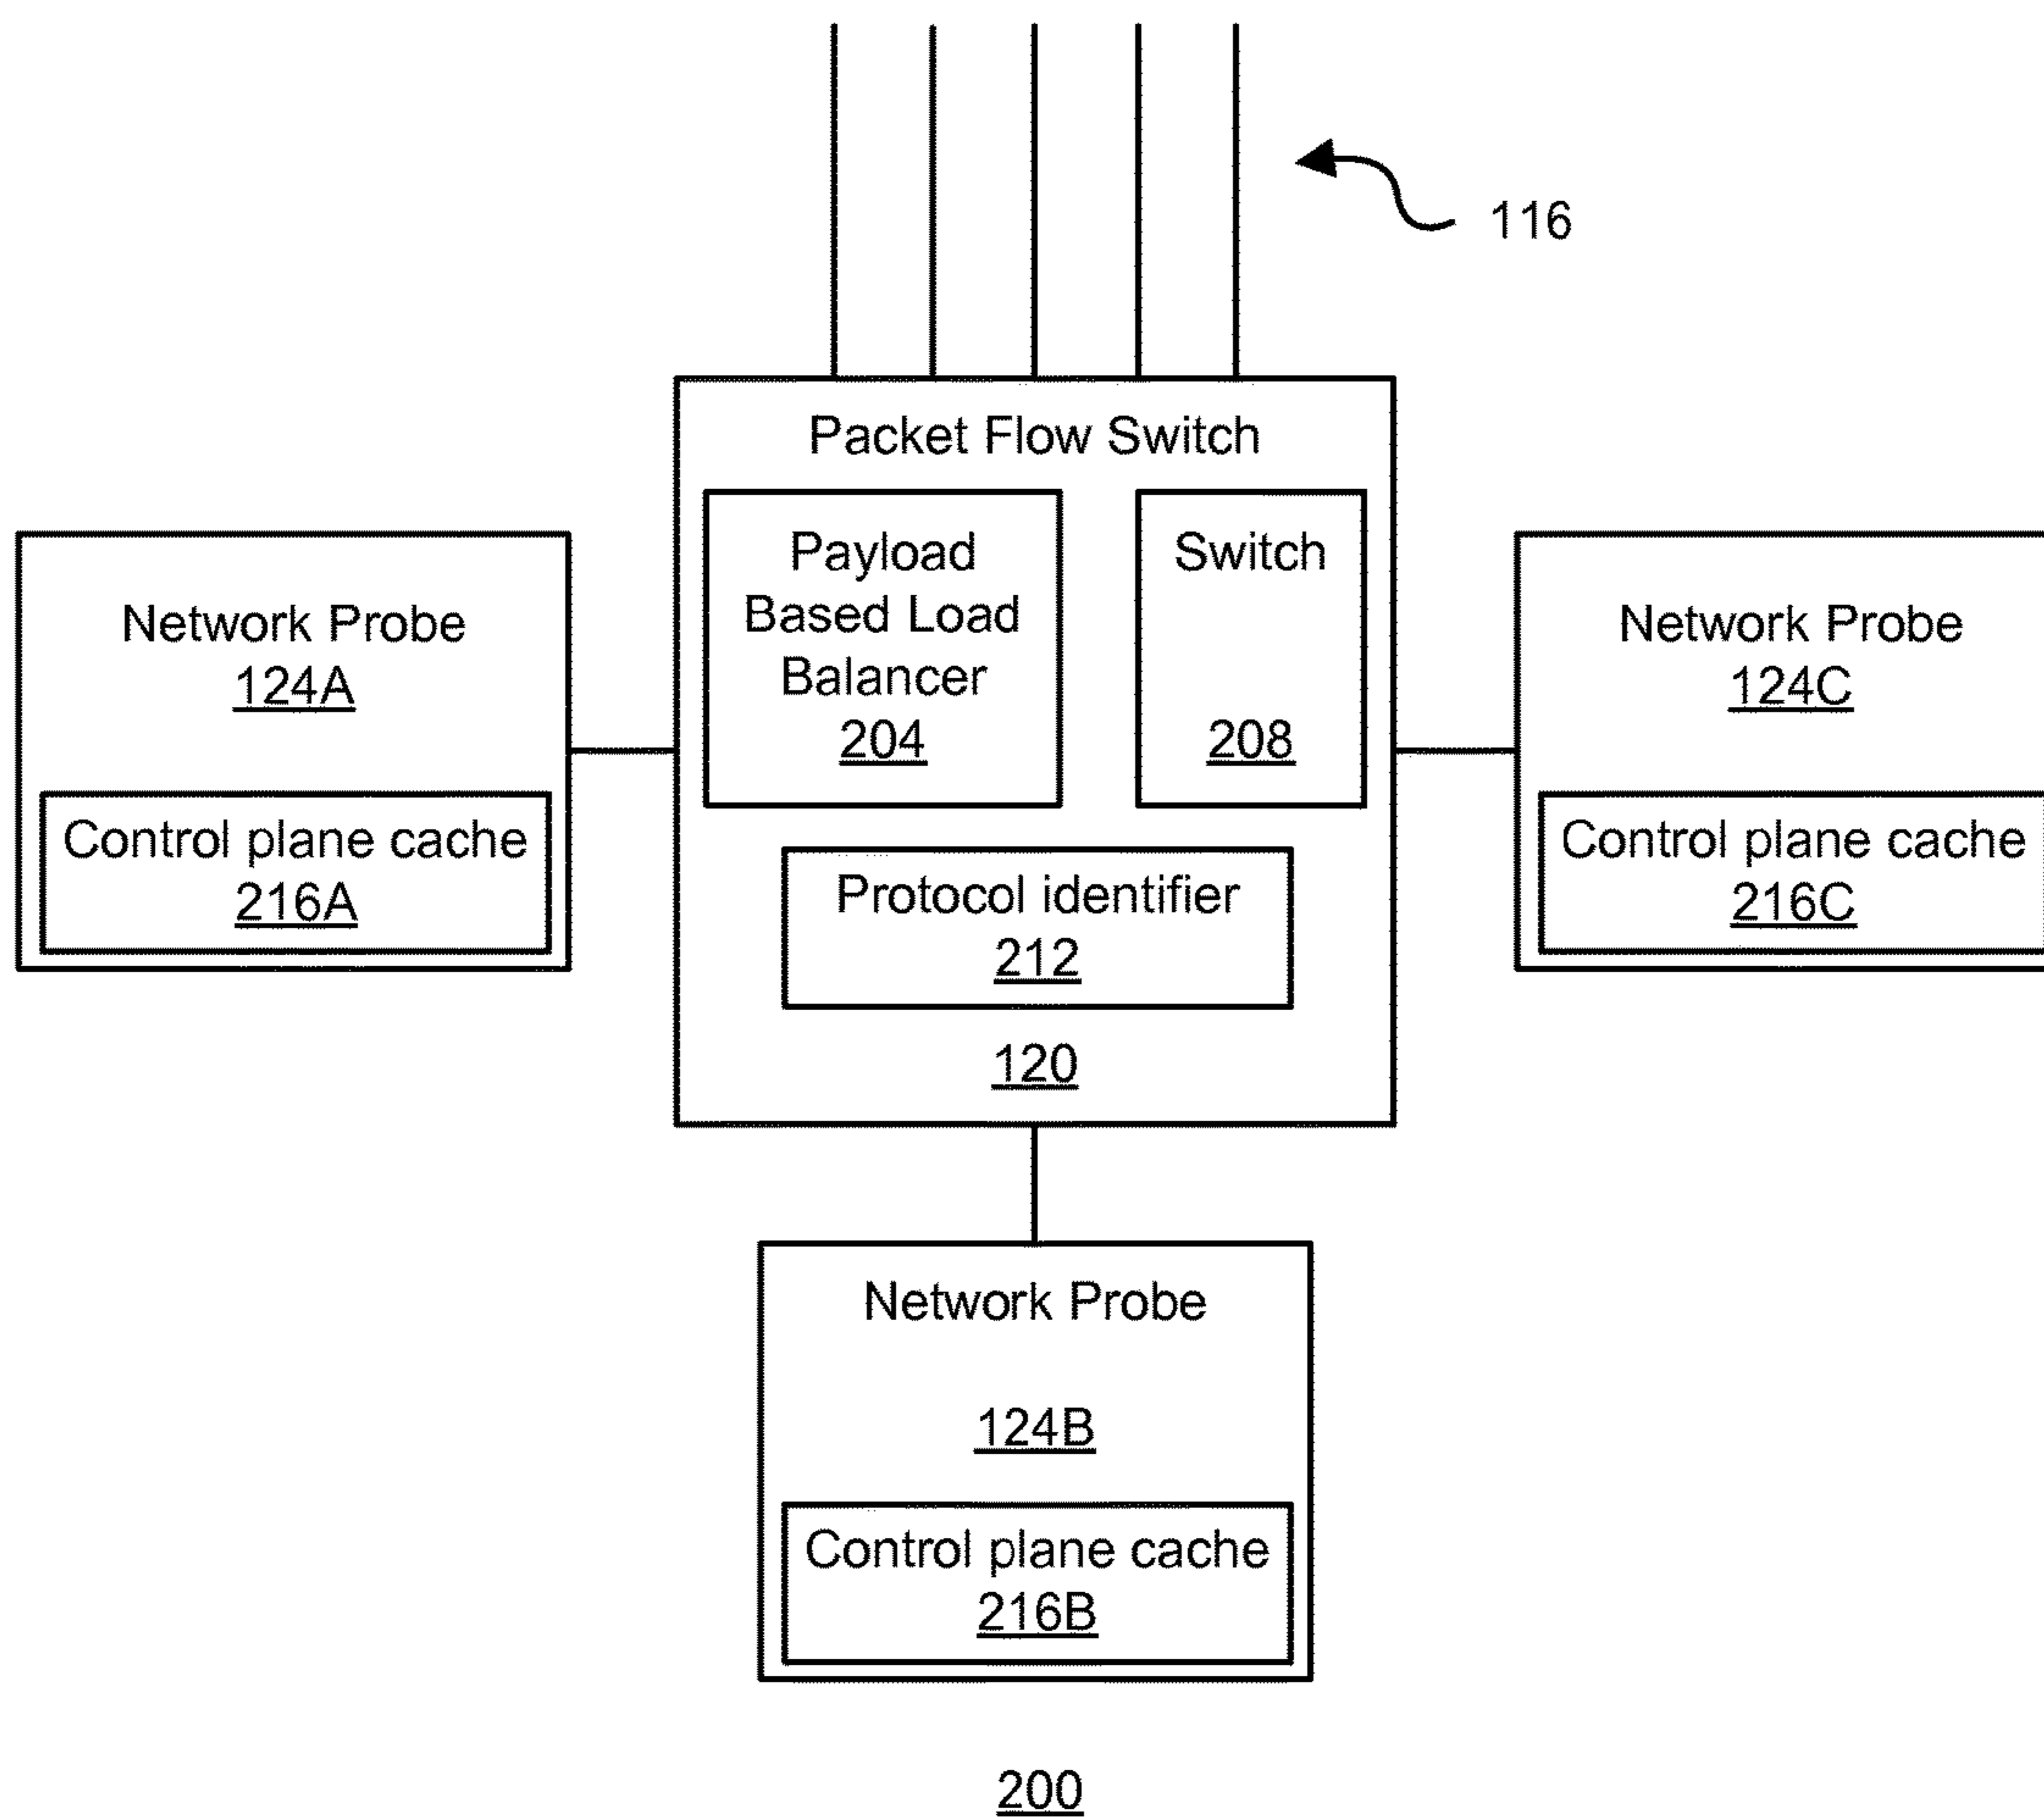 116
Packet Flow Switch
Payload
Based Load
Balancer
204
Switch
208
Protocol identifier
212
120
Network Probe
124A
Control plane cache
216A
Network Probe
124C
Control plane cache
216C
Network Probe
124B
Control plane cache
216B
200